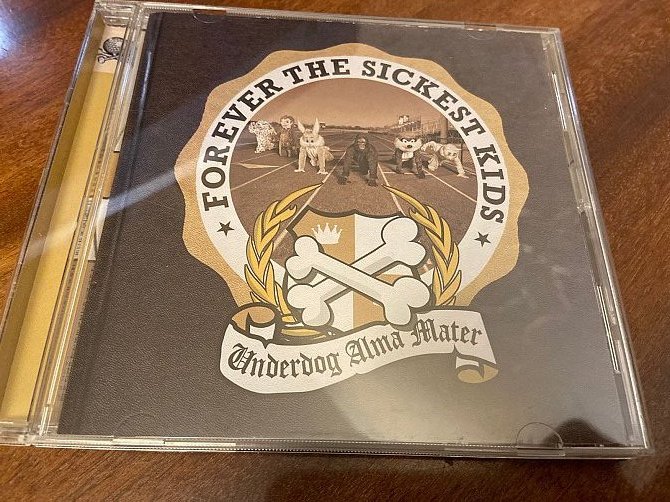 FOREVER THE SICKEST KIDS
Underdog Alma Mater